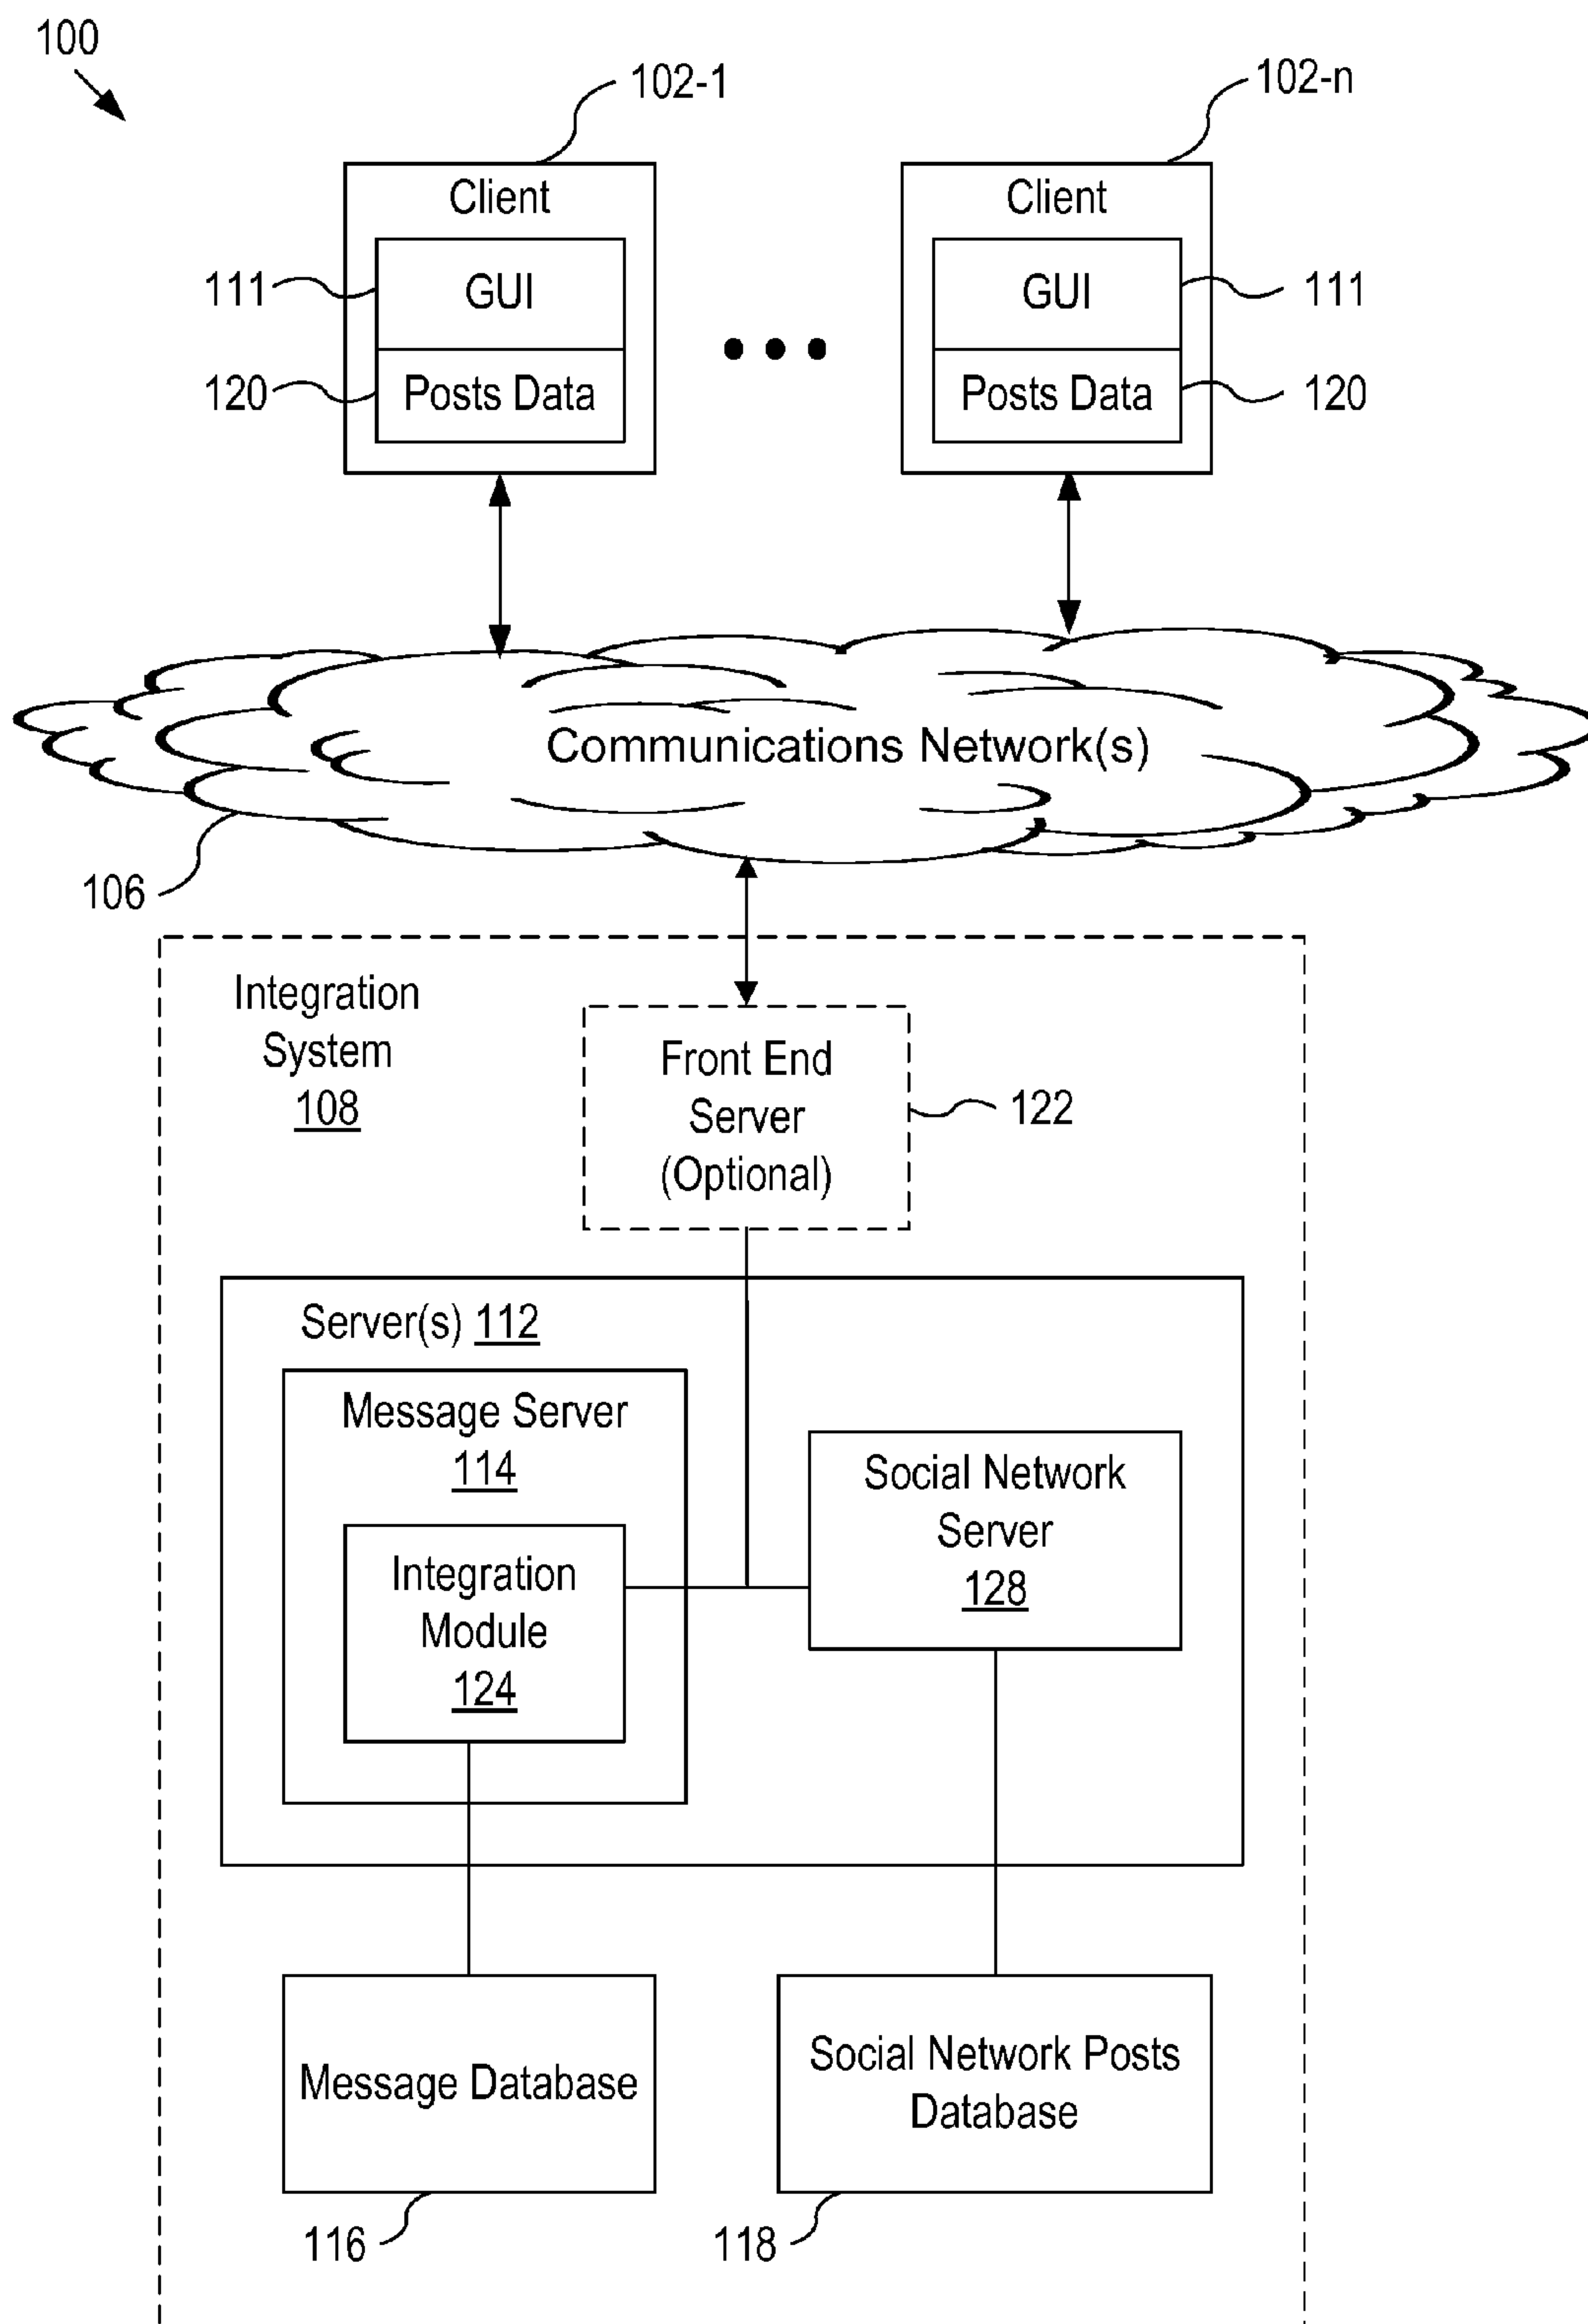 100
102-1
102-n
Client
Client
111
GUI
GUI
111
120
Posts Data
Posts Data
120
Communications Network(s)
106
Integration
System
108
Front End
Server
(Optional)
122
Server(s) 112
Message Server
114
Integration
Module
124
Social Network
Server
128
Message Database
Social Network Posts
Database
116
118